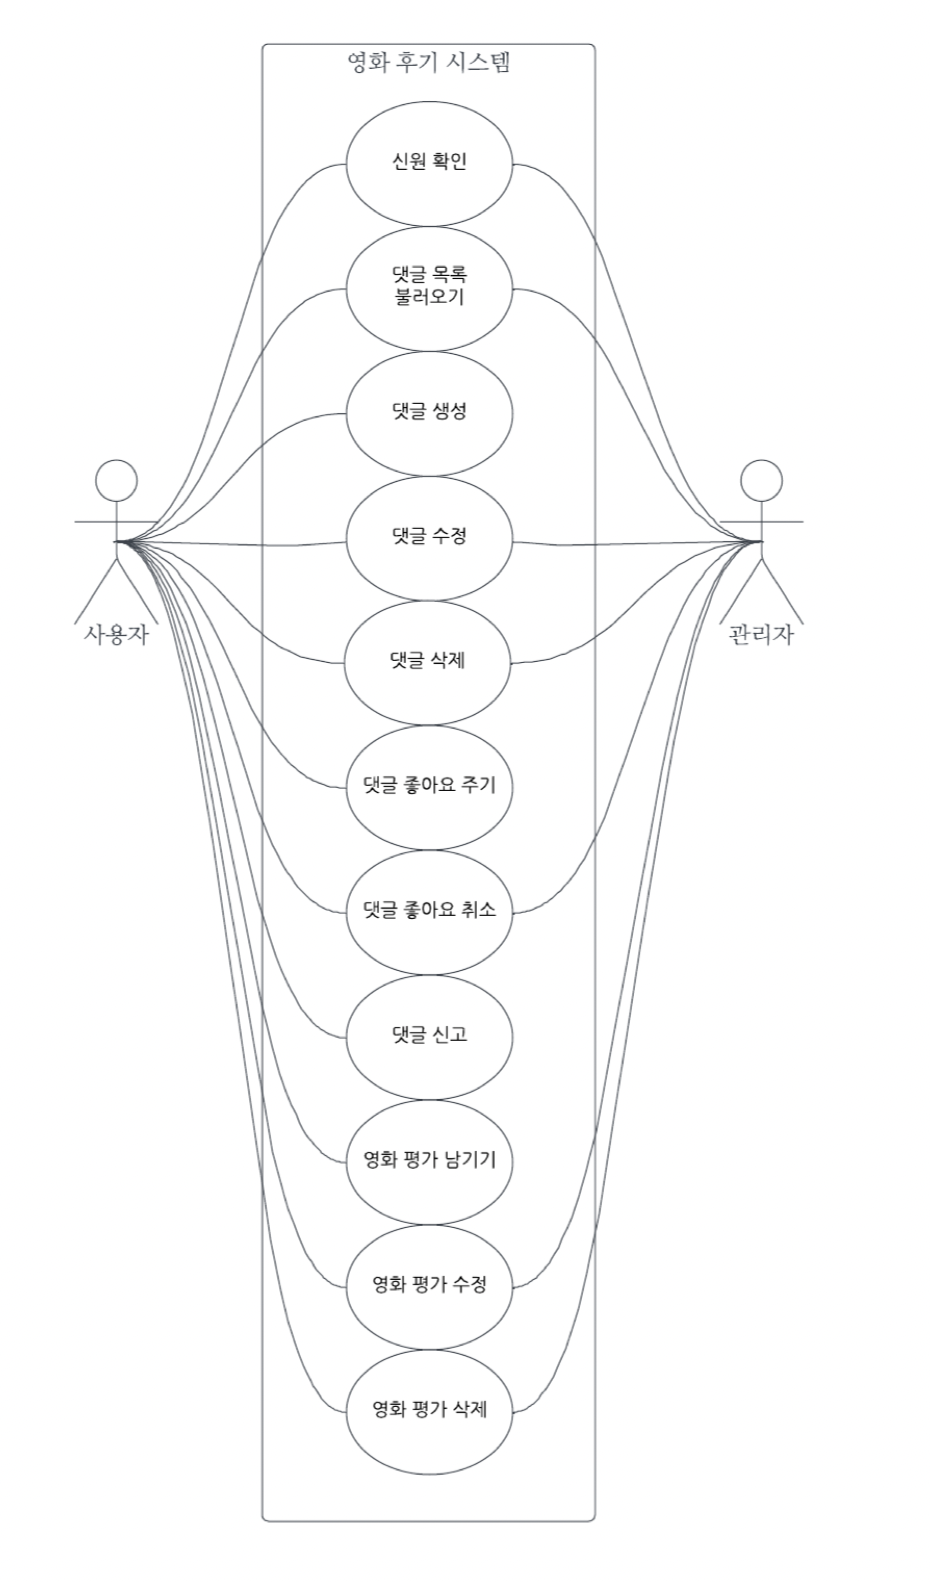 영화 후기 시스템
신원 확인
댓글 목록
불러오기
댓글 생성
댓글 수정
사용자
관리자
댓글 삭제
댓글 좋아요 주기
댓글 좋아요 취소
댓글 신고
영화 평가 남기기
영화 평가 수정
영화 평가 삭제